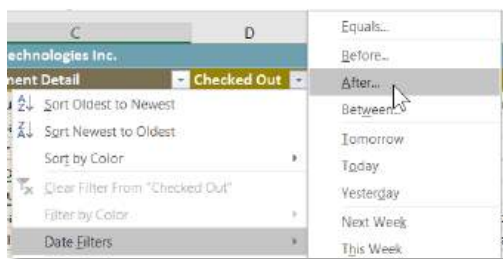 C D
echnologies Inc.
ment Detail Checked Out
Sort Oldest to Newest
Sort Newest to Oldest
Sort by Color
Clear Filter From "Checked Out"
Filter by Color
Date Filters
Equals...
Before...
After...
Between...
Tomorrow
Today
Yesterday
Next Week
This Week